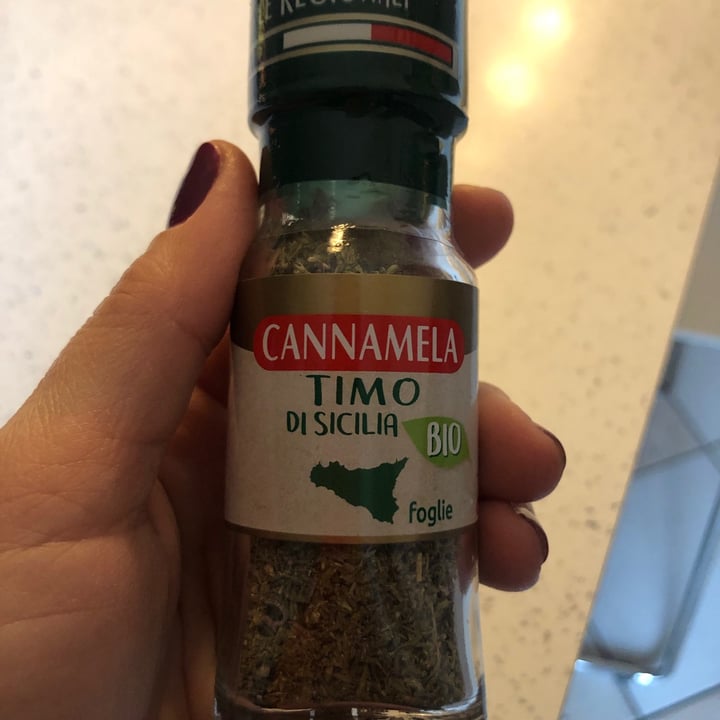 CANNAMELA
TIMO
DI SICILIA
BIO
foglie